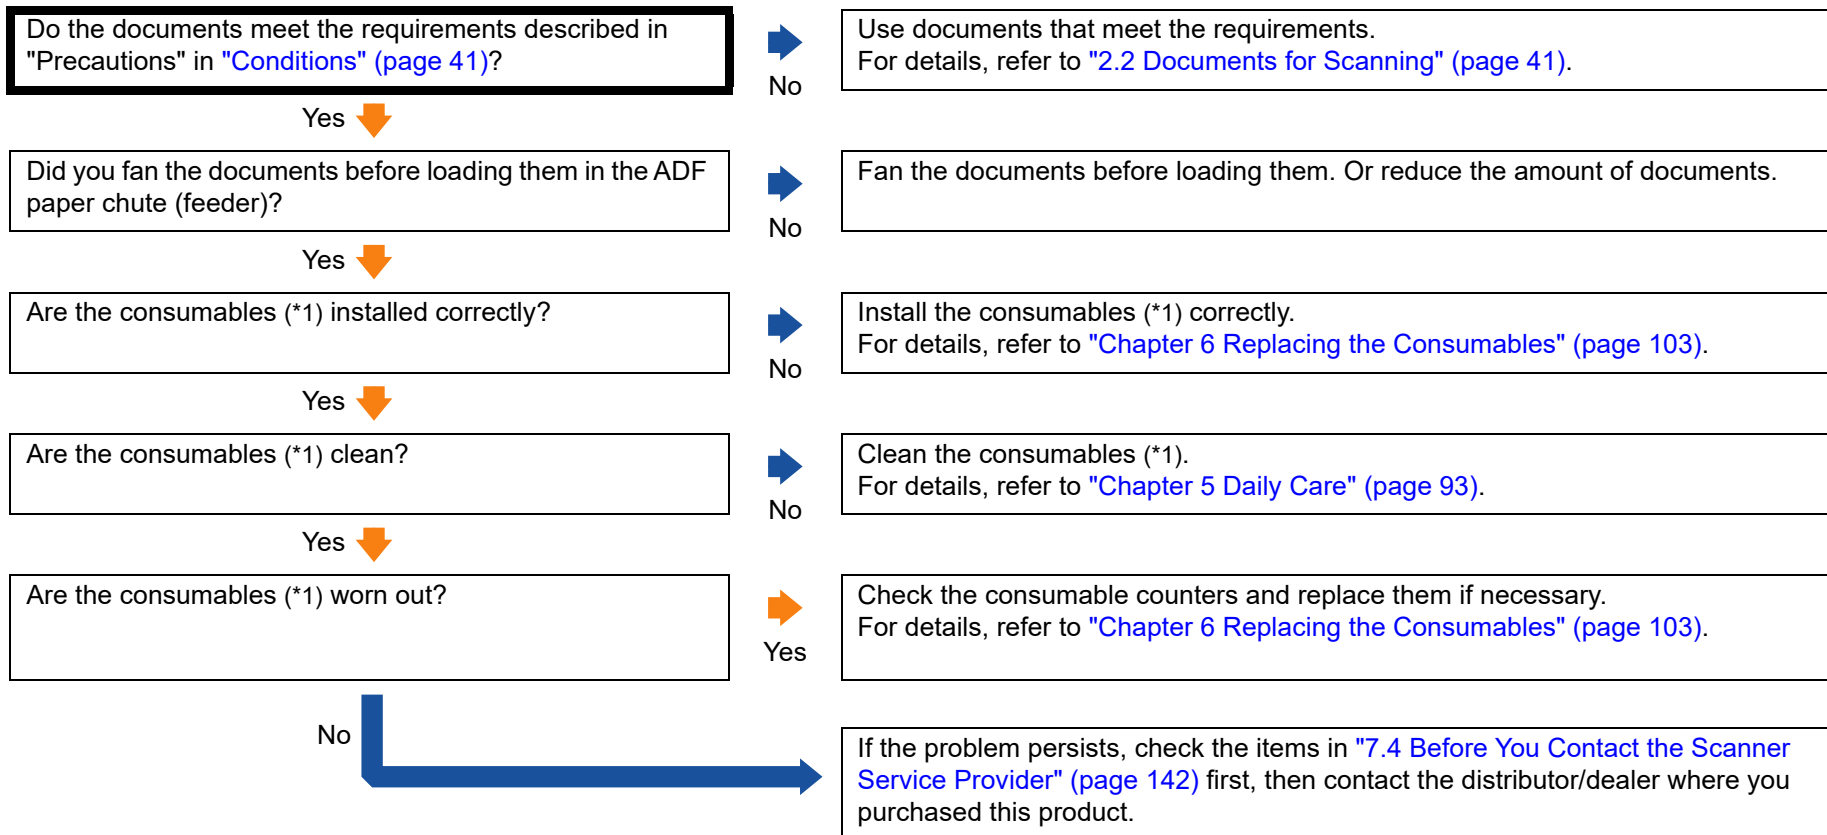 Do the documents meet the requirements described in
"Precautions" in "Conditions" (page 41)?
No
Use documents that meet the requirements.
For details, refer to "2.2 Documents for Scanning" (page 41).
Yes
Did you fan the documents before loading them in the ADF
paper chute (feeder)?
No
Fan the documents before loading them. Or reduce the amount of documents.
Yes
Are the consumables (*1) installed correctly?
No
Install the consumables (*1) correctly.
For details, refer to "Chapter 6 Replacing the Consumables" (page 103).
Yes
Are the consumables (*1) clean?
No
Clean the consumables (*1).
For details, refer to "Chapter 5 Daily Care" (page 93).
Yes
Are the consumables (*1) worn out?
Yes
Check the consumable counters and replace them if necessary.
For details, refer to "Chapter 6 Replacing the Consumables" (page 103).
No
If the problem persists, check the items in "7.4 Before You Contact the Scanner
Service Provider" (page 142) first, then contact the distributor/dealer where you
purchased this product.